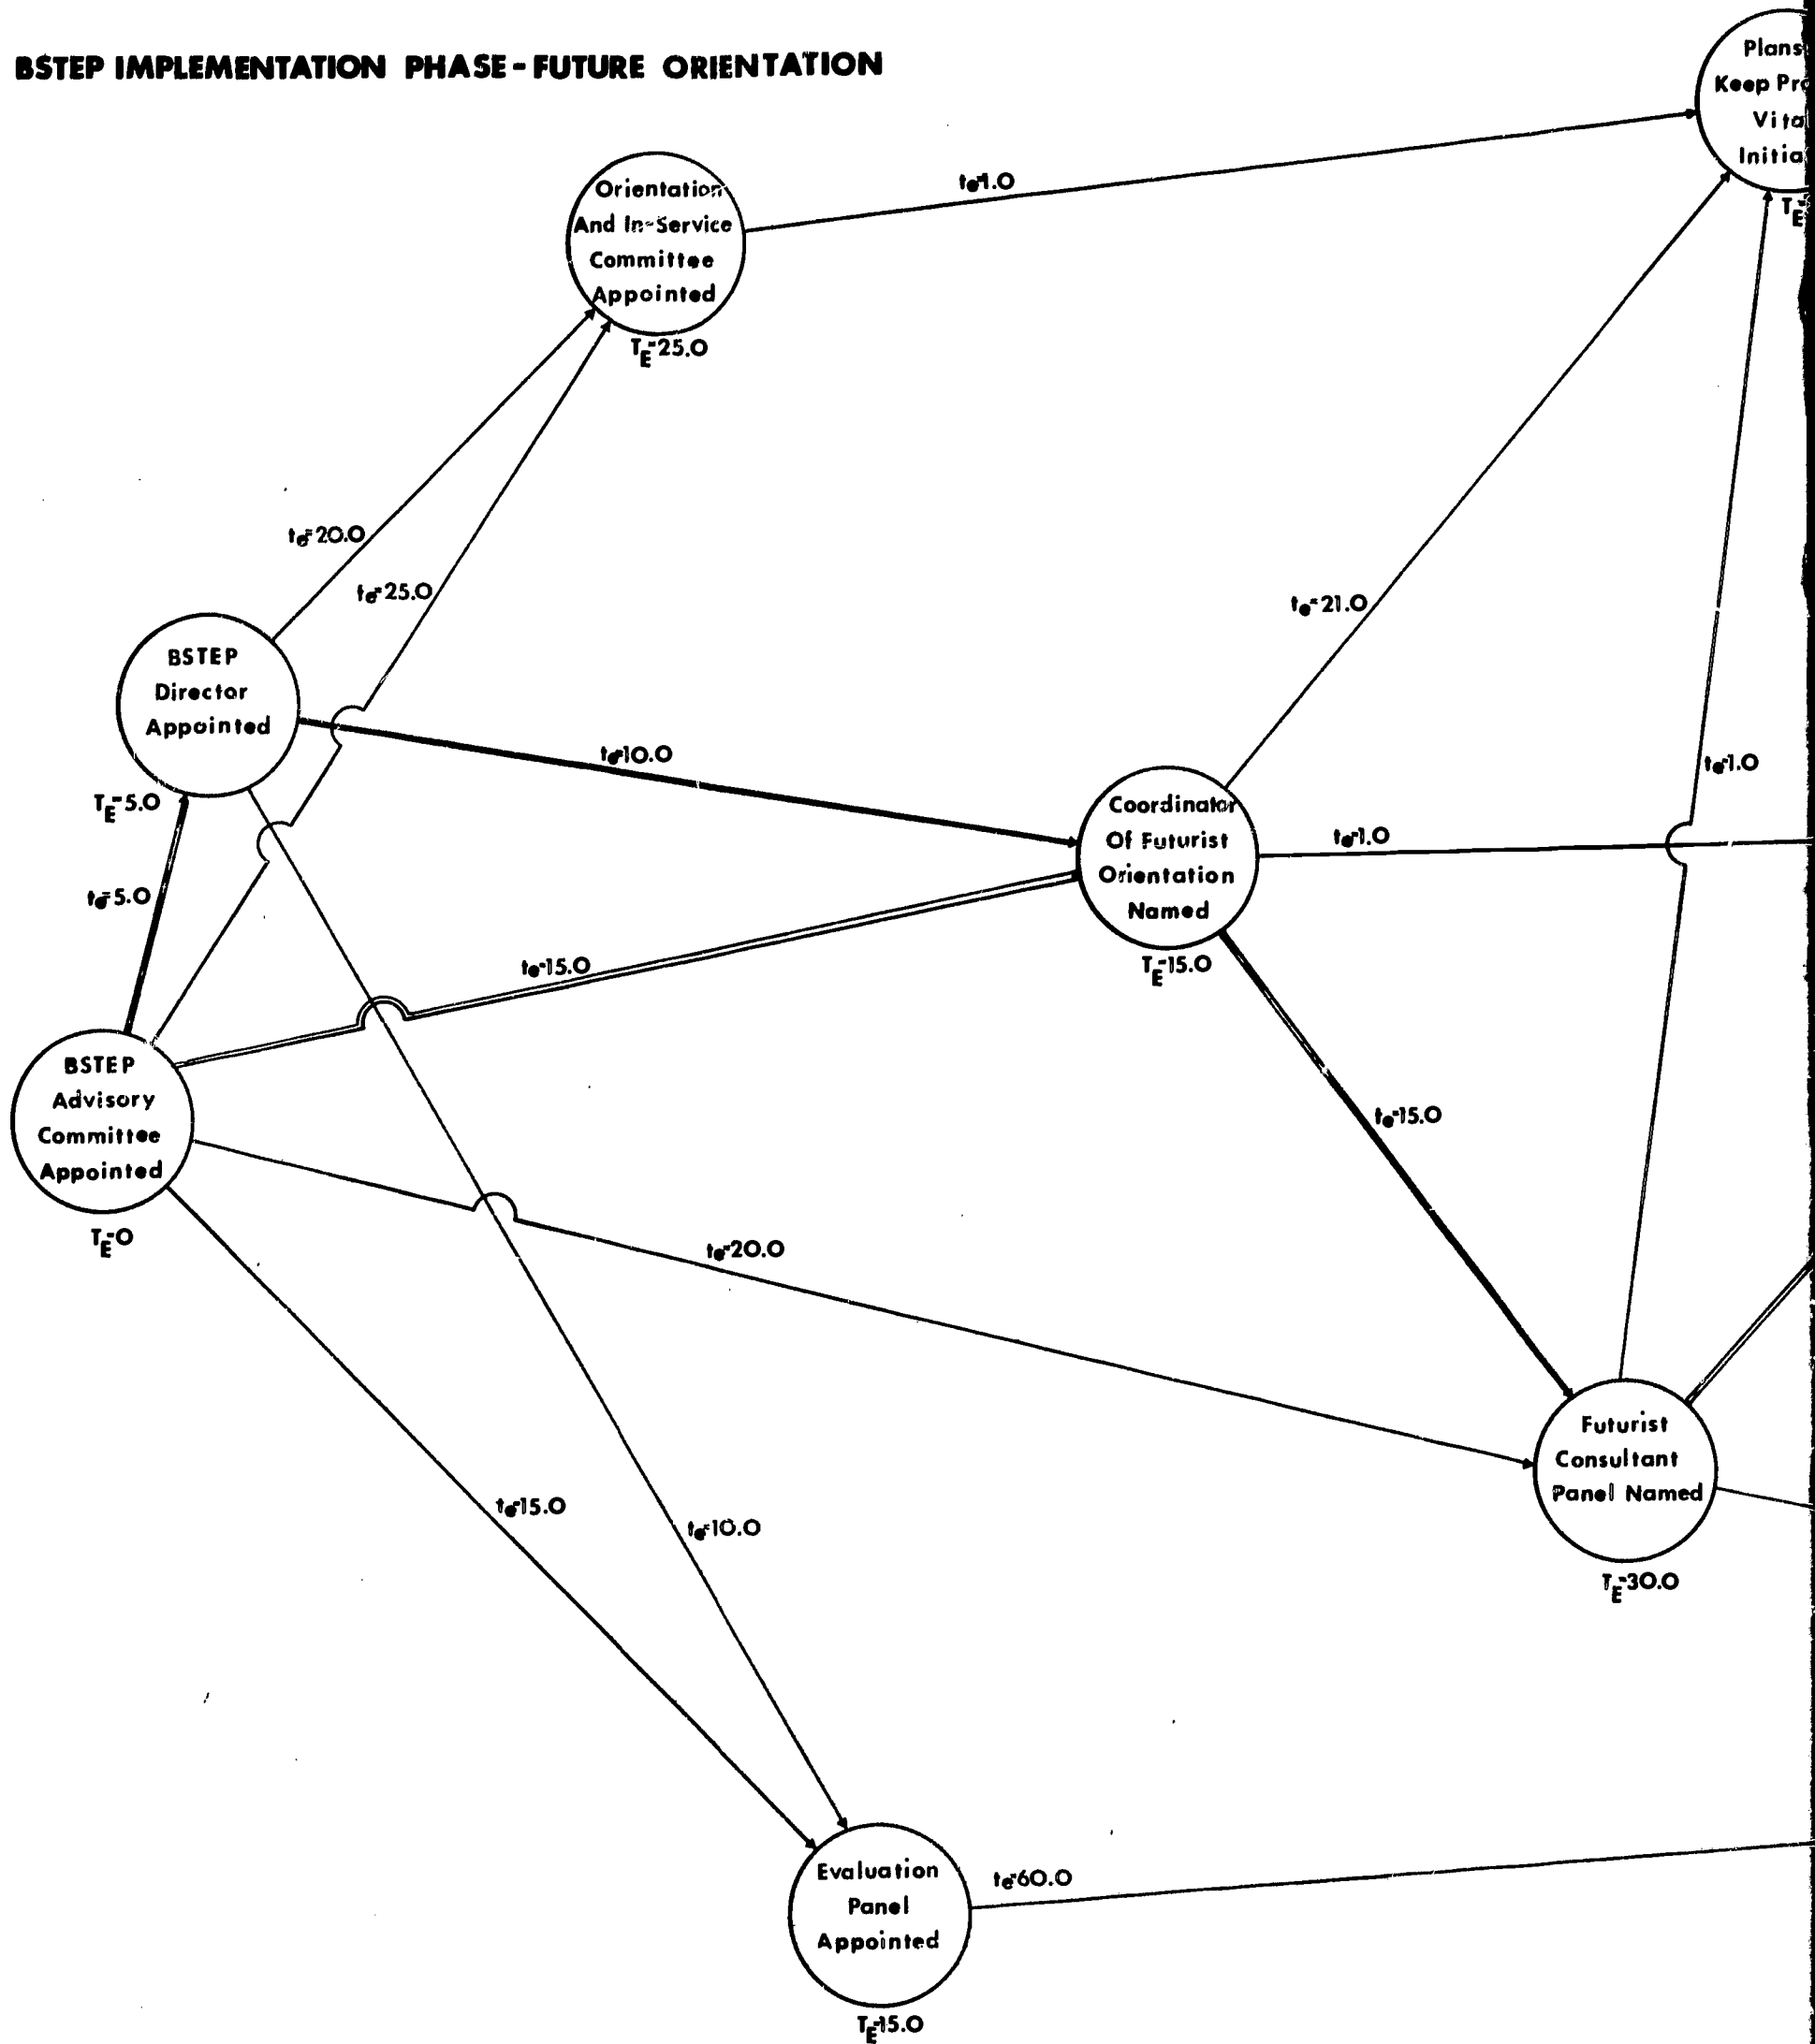 BSTEP IMPLEMENTATION PHASE - FUTURE ORIENTATION
Plans
Keep
Orientation
And In-Service
Committee
Appointed
TE=25.0
te=1.0
TE=
te=20.0
te=25.0
te=21.0
BSTEP
Director
Appointed
TE=5.0
te=10.0
te=1.0
Coordinator
Of Futurist
Orientation
Named
TE=15.0
te=1.0
te=5.0
te=15.0
BSTEP
Advisory
Committee
Appointed
TE=0
te=15.0
te=20.0
Futurist
Consultant
Panel Named
TE=30.0
te=15.0
te=10.0
Evaluation
Panel
Appointed
TE=15.0
te=60.0